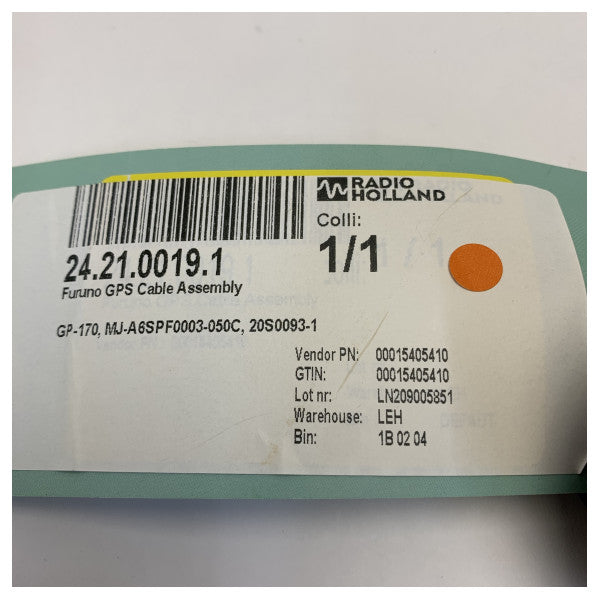 RADIO
HOLLAND
Colli:
1/1
24.21.0019.1
Furuno GPS Cable Assembly
GP-170, MJ-A6SPF0003-050C, 20S0093-1
Vendor PN: 00015405410
GTIN: 00015405410
Lot nr: LN209005851
Warehouse: LEH
Bin: 1B 02 04